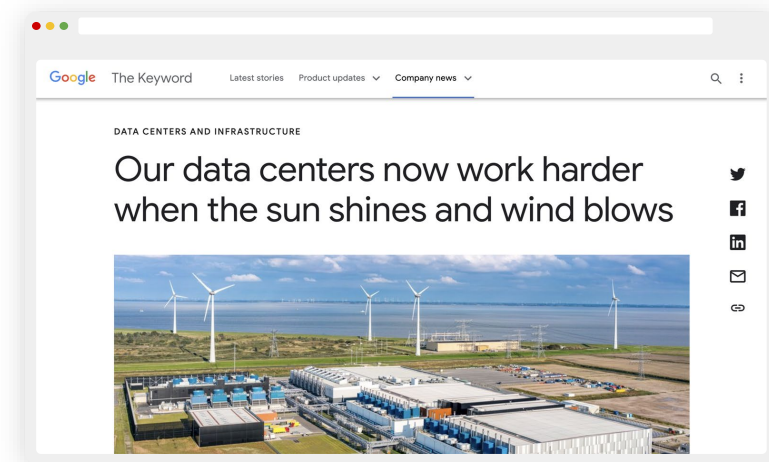 Google The Keyword Latest stories Product updates Company news
DATA CENTERS AND INFRASTRUCTURE
Our data centers now work harder
when the sun shines and wind blows